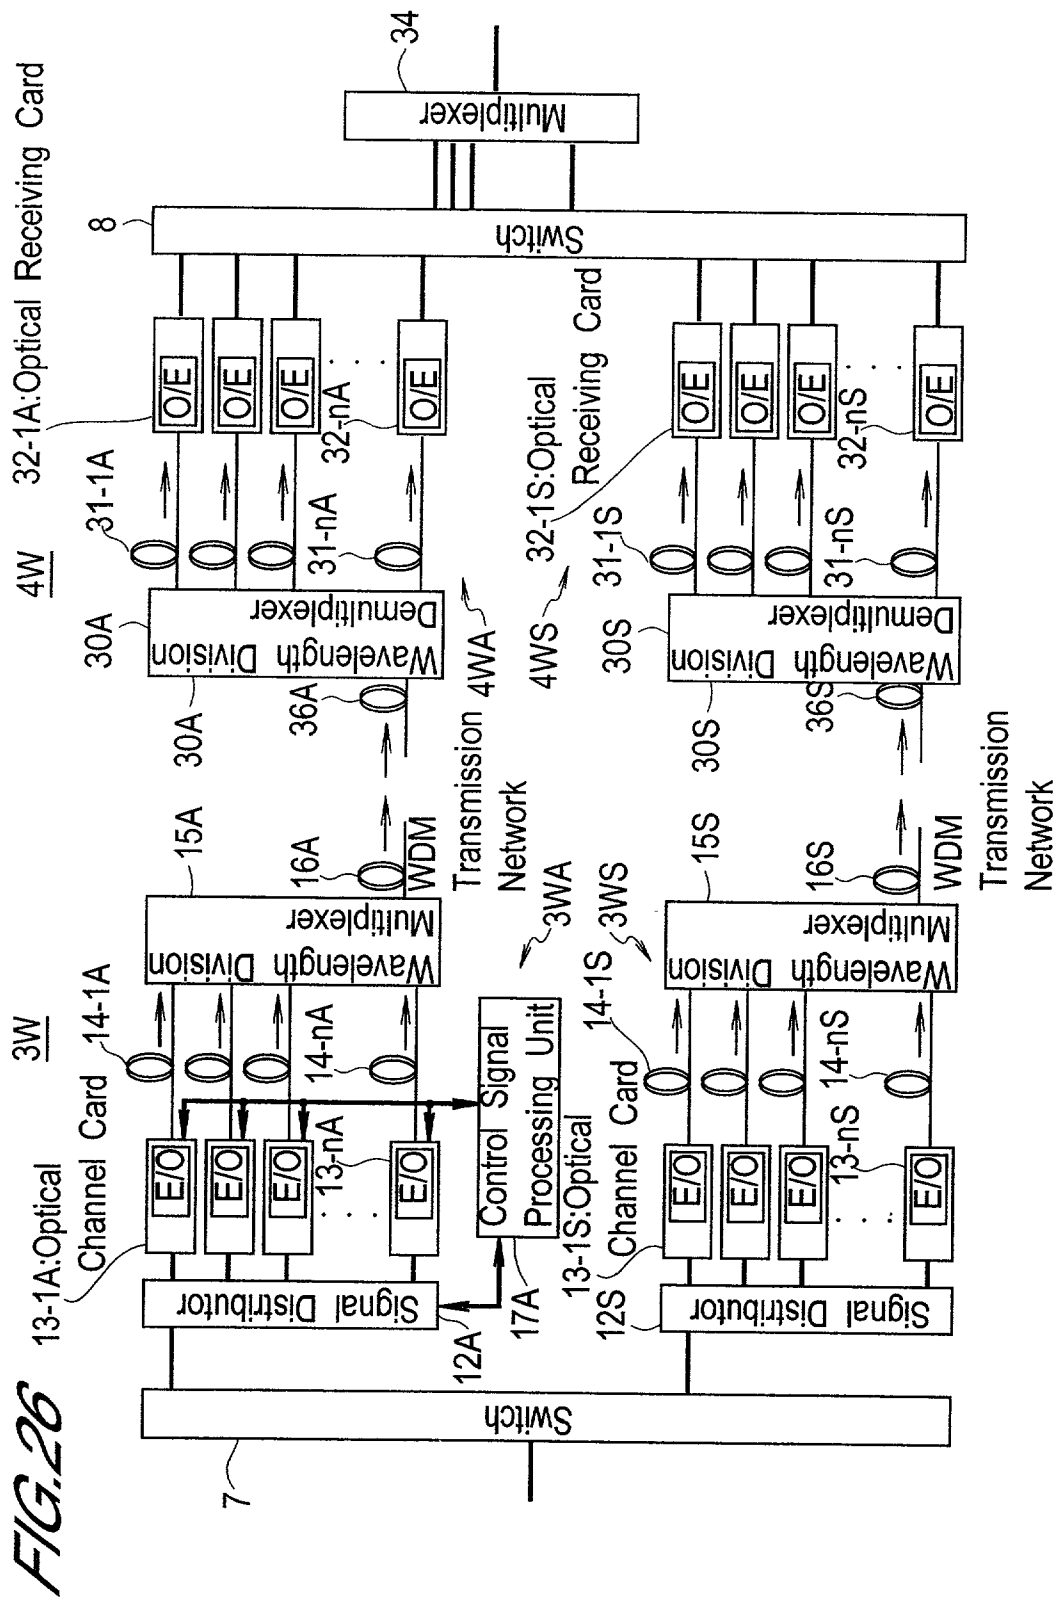 FIG.26
3W
4W
13-1A:Optical
Channel Card
14-1A
15A
30A
30A
31-1A
32-1A:Optical Receiving Card
8
34
7
Switch
Signal Distributor
12A
E/O
E/O
E/O
E/O
. . .
13-nA
14-nA
Wavelength
Division
Multiplexer
16A
WDM
Transmission
Network
36A
Wavelength
Division
Demultiplexer
31-nA
O/E
O/E
O/E
O/E
. . .
32-nA
Switch
Multiplexer
17A
Control Signal
Processing Unit
3WA
3WS
4WA
4WS
12S
13-1S:Optical
Channel Card
14-1S
15S
30S
30S
31-1S
32-1S:Optical
Receiving Card
Signal Distributor
E/O
E/O
E/O
E/O
. . .
13-nS
14-nS
Wavelength
Division
Multiplexer
16S
WDM
Transmission
Network
36S
Wavelength
Division
Demultiplexer
31-nS
O/E
O/E
O/E
O/E
. . .
32-nS